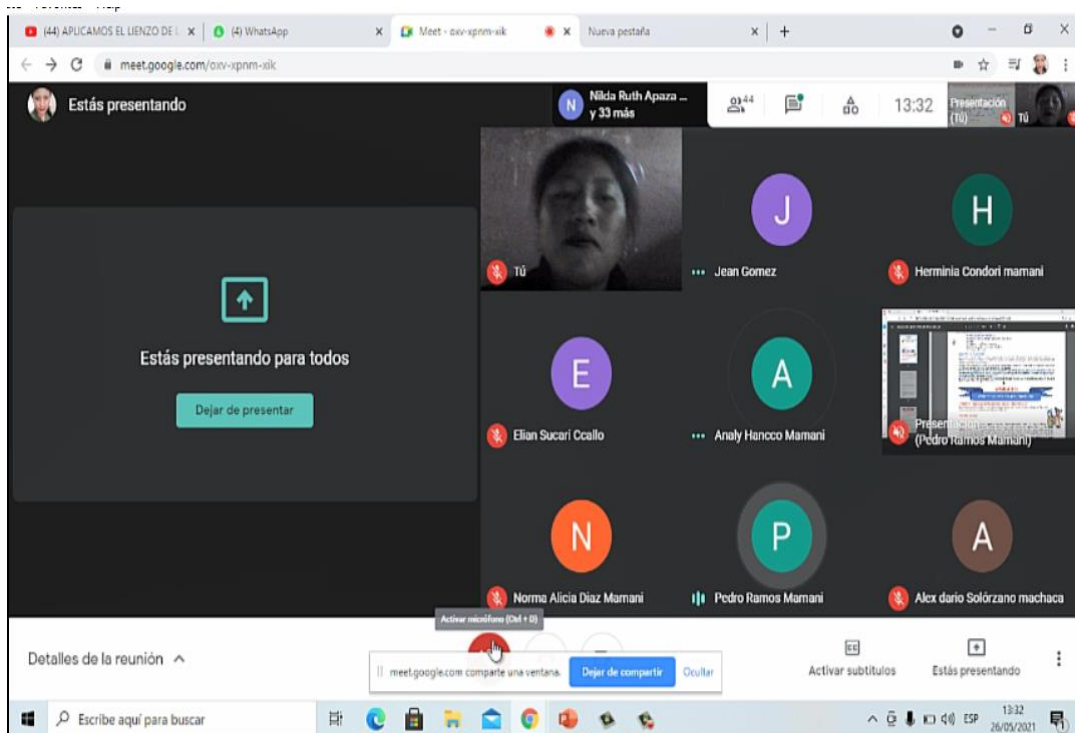 (44) APLICAMOS EL LIENZO DE L
(4) WhatsApp
Meet - oxv-xpnm-xik
Nueva pestaña
meet.google.com/oxv-xpnm-xik
Estás presentando
N
Nilda Ruth Apaza ...
y 33 más
44
13:32
Presentación
(Tú)
Tú
Tú
J
Jean Gomez
H
Herminia Condori mamani
Estás presentando para todos
Dejar de presentar
E
Elian Sucari Ccallo
A
Analy Hancco Mamani
Presentación
(Pedro Ramos Mamani)
N
Norma Alicia Diaz Mamani
P
Pedro Ramos Mamani
A
Alex dario Solórzano machaca
Activar micrófono (Ctrl + D)
Detalles de la reunión
meet.google.com comparte una ventana.
Dejar de compartir
Ocultar
Activar subtítulos
Estás presentando
Escribe aquí para buscar
ESP
13:32
26/05/2021